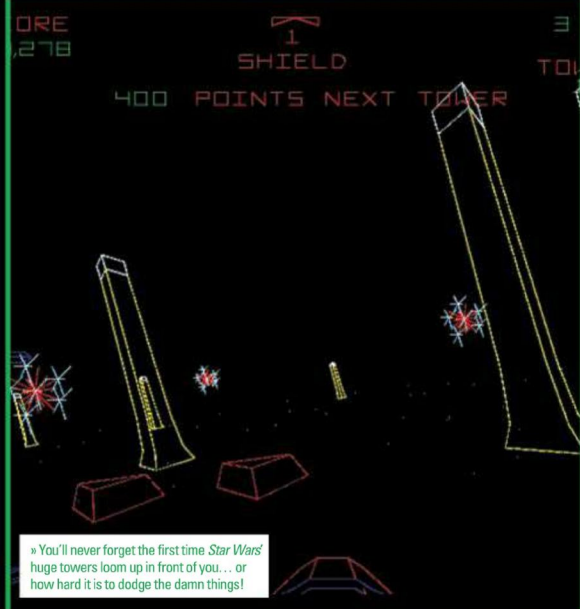 ORE
,278
1
SHIELD
3
TOW
400 POINTS NEXT TOWER
» You'll never forget the first time Star Wars'
huge towers loom up in front of you... or
how hard it is to dodge the damn things!